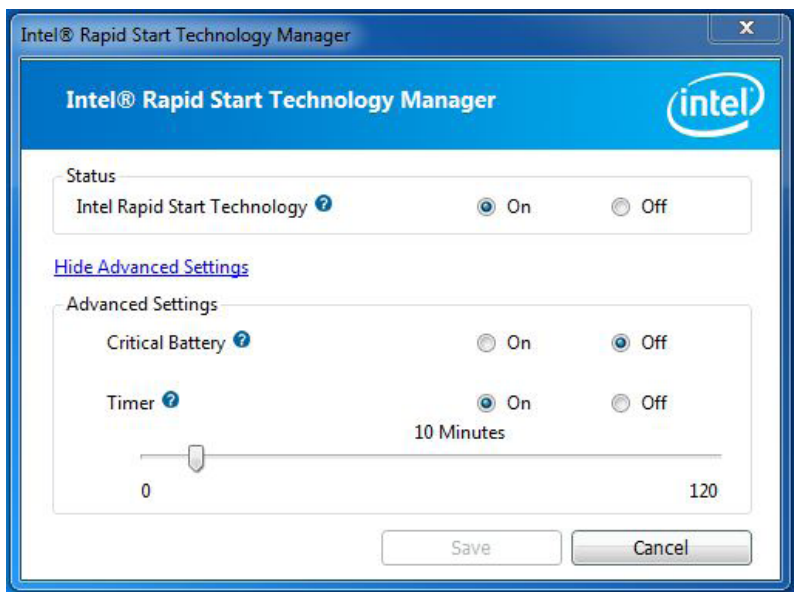 Intel® Rapid Start Technology Manager
X
Intel® Rapid Start Technology Manager
intel
Status
Intel Rapid Start Technology ? On Off
Hide Advanced Settings
Advanced Settings
Critical Battery ? On Off
Timer ? On Off
10 Minutes
0 120
Save Cancel